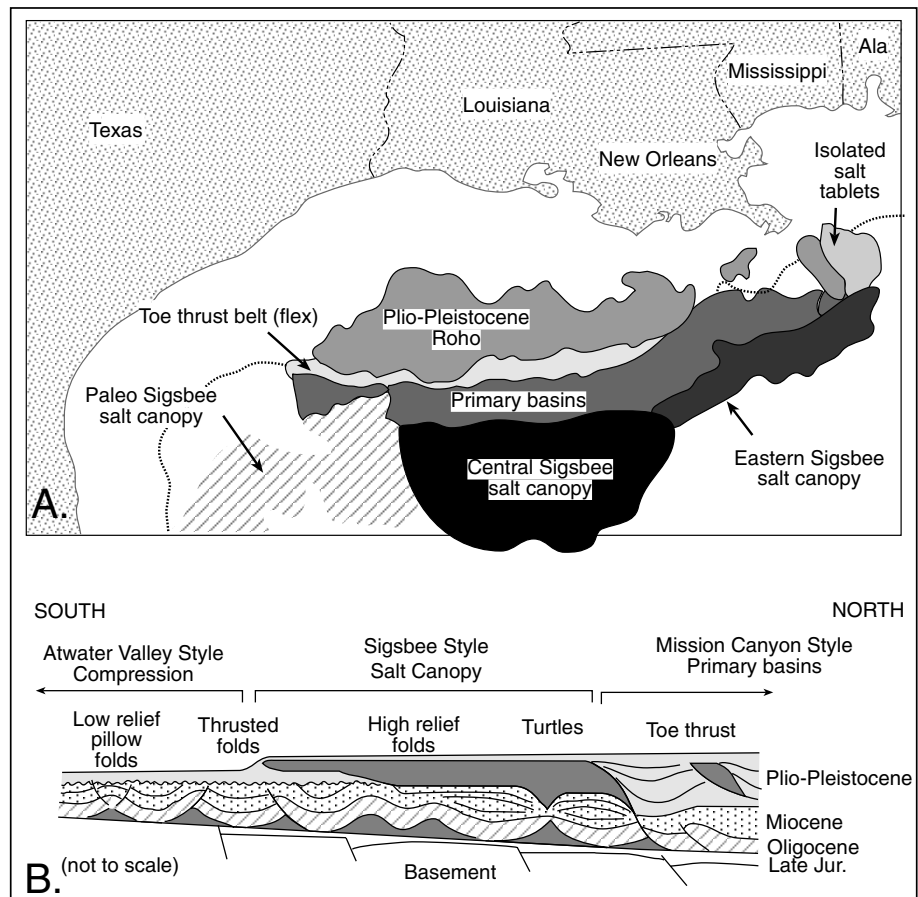 Ala
Mississippi
Louisiana
Texas
New Orleans
Isolated
salt
tablets
Toe thrust belt (flex)
Plio-Pleistocene
Roho
Paleo Sigsbee
salt canopy
Primary basins
Central Sigsbee
salt canopy
Eastern Sigsbee
salt canopy
A.
SOUTH
NORTH
Atwater Valley Style
Compression
Sigsbee Style
Salt Canopy
Mission Canyon Style
Primary basins
Low relief
pillow
folds
Thrusted
folds
High relief
folds
Turtles
Toe thrust
Plio-Pleistocene
Miocene
Oligocene
Late Jur.
Basement
B. (not to scale)